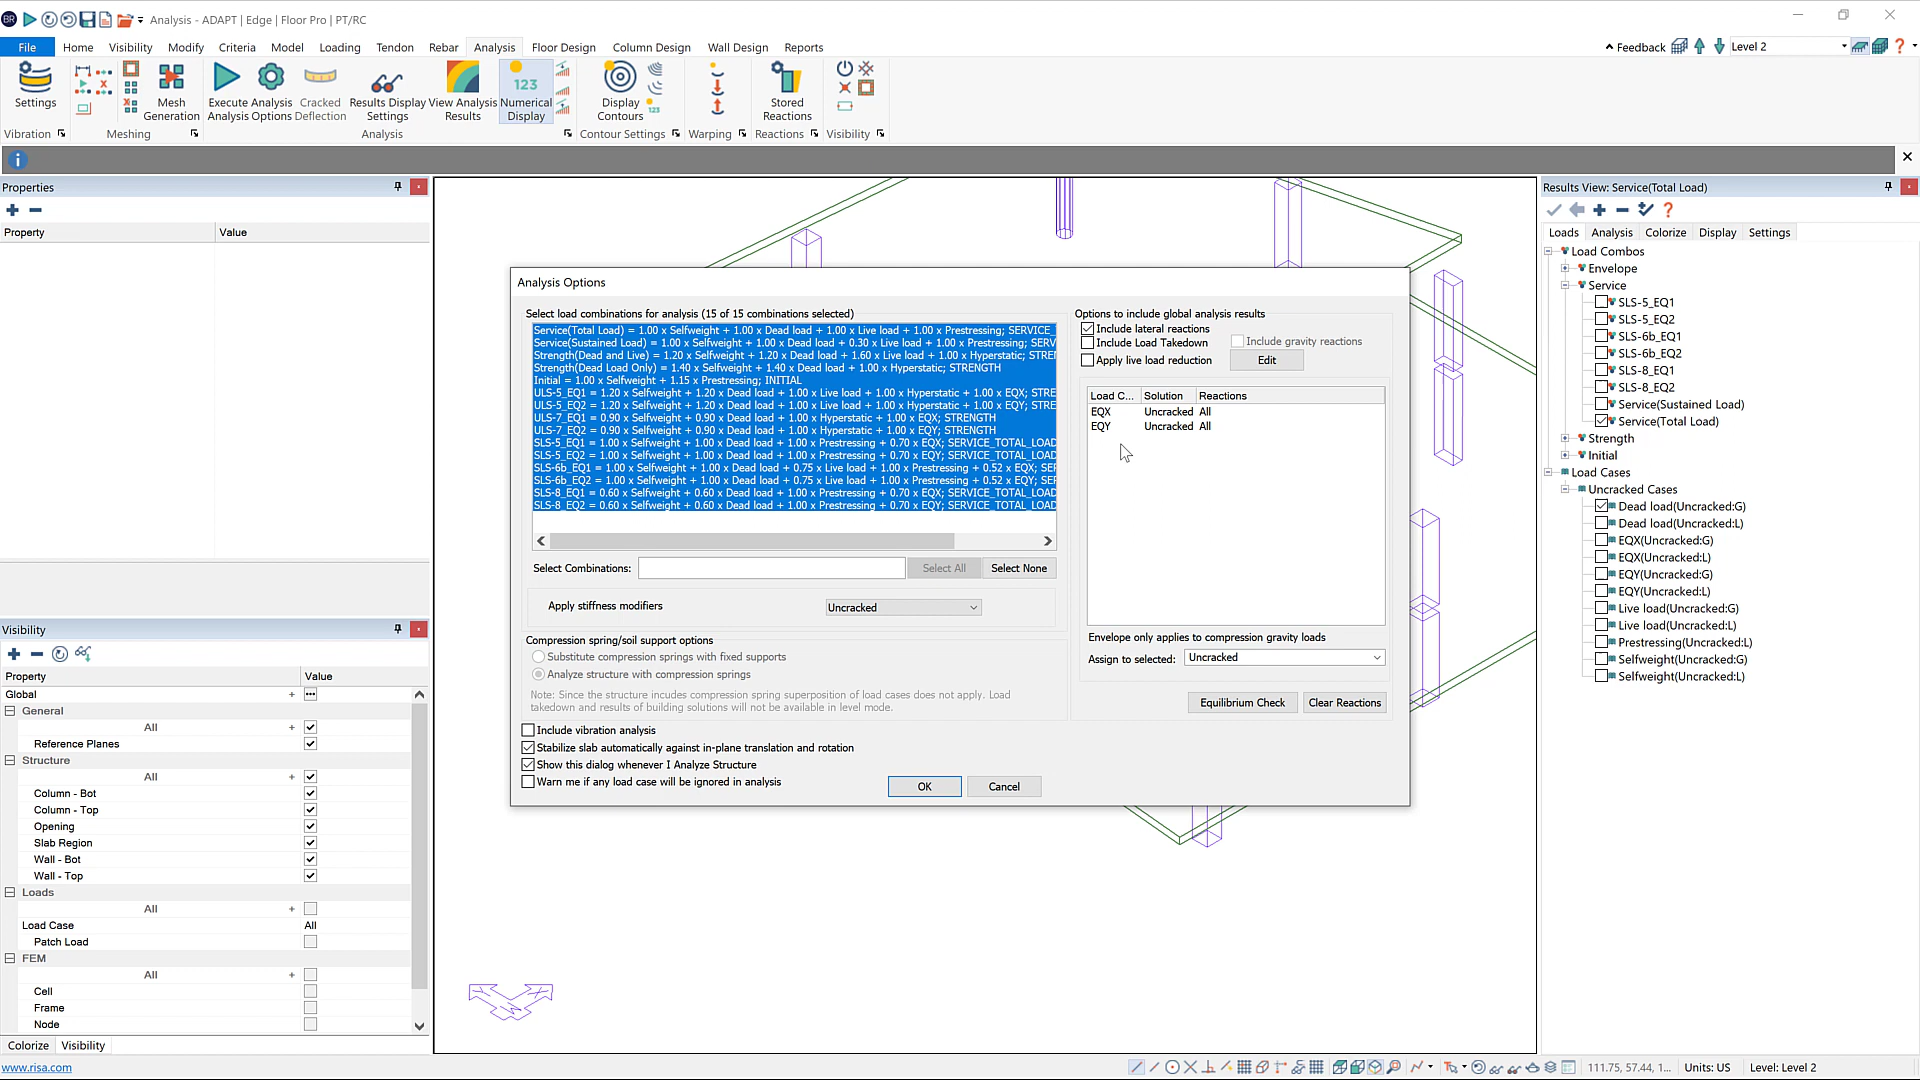 Analysis - ADAPT | Edge | Floor Pro | PT/RC
File Home Visibility Modify Criteria Model Loading Tendon Rebar Analysis Floor Design Column Design Wall Design Reports
Feedback
Level 2
Settings
Mesh Generation
Execute Analysis
Analysis Options
Cracked Deflection
Results Display Settings
View Analysis Results
123
Numerical Display
Display Contours
123
Stored Reactions
Vibration
Meshing
Analysis
Contour Settings
Warping
Reactions
Visibility
Properties
Property Value
Visibility
Property Value
Global
General
All
Reference Planes
Structure
All
Column - Bot
Column - Top
Opening
Slab Region
Wall - Bot
Wall - Top
Loads
All
Load Case All
Patch Load
FEM
All
Cell
Frame
Node
Colorize Visibility
www.risa.com
Analysis Options
Select load combinations for analysis (15 of 15 combinations selected)
Service(Total Load) = 1.00 x Selfweight + 1.00 x Dead load + 1.00 x Live load + 1.00 x Prestressing; SERVICE_
Service(Sustained Load) = 1.00 x Selfweight + 1.00 x Dead load + 0.30 x Live load + 1.00 x Prestressing; SERV
Strength(Dead and Live) = 1.20 x Selfweight + 1.20 x Dead load + 1.60 x Live load + 1.00 x Hyperstatic; STREN
Strength(Dead Load Only) = 1.40 x Selfweight + 1.40 x Dead load + 1.00 x Hyperstatic; STRENGTH
Initial = 1.00 x Selfweight + 1.15 x Prestressing; INITIAL
ULS-5_EQ1 = 1.20 x Selfweight + 1.20 x Dead load + 1.00 x Live load + 1.00 x Hyperstatic + 1.00 x EQX; STRE
ULS-5_EQ2 = 1.20 x Selfweight + 1.20 x Dead load + 1.00 x Live load + 1.00 x Hyperstatic + 1.00 x EQY; STRE
ULS-7_EQ1 = 0.90 x Selfweight + 0.90 x Dead load + 1.00 x Hyperstatic + 1.00 x EQX; STRENGTH
ULS-7_EQ2 = 0.90 x Selfweight + 0.90 x Dead load + 1.00 x Hyperstatic + 1.00 x EQY; STRENGTH
SLS-5_EQ1 = 1.00 x Selfweight + 1.00 x Dead load + 1.00 x Prestressing + 0.70 x EQX; SERVICE_TOTAL_LOAD
SLS-5_EQ2 = 1.00 x Selfweight + 1.00 x Dead load + 1.00 x Prestressing + 0.70 x EQY; SERVICE_TOTAL_LOAD
SLS-6b_EQ1 = 1.00 x Selfweight + 1.00 x Dead load + 0.75 x Live load + 1.00 x Prestressing + 0.52 x EQX; SER
SLS-6b_EQ2 = 1.00 x Selfweight + 1.00 x Dead load + 0.75 x Live load + 1.00 x Prestressing + 0.52 x EQY; SER
SLS-8_EQ1 = 0.60 x Selfweight + 0.60 x Dead load + 1.00 x Prestressing + 0.70 x EQX; SERVICE_TOTAL_LOAD
SLS-8_EQ2 = 0.60 x Selfweight + 0.60 x Dead load + 1.00 x Prestressing + 0.70 x EQY; SERVICE_TOTAL_LOAD
Select Combinations:
Select All
Select None
Apply stiffness modifiers
Uncracked
Compression spring/soil support options
Substitute compression springs with fixed supports
Analyze structure with compression springs
Note: Since the structure incudes compression spring superposition of load cases does not apply. Load
takedown and results of building solutions will not be available in level mode.
Include vibration analysis
Stabilize slab automatically against in-plane translation and rotation
Show this dialog whenever I Analyze Structure
Warn me if any load case will be ignored in analysis
OK
Cancel
Options to include global analysis results
Include lateral reactions
Include Load Takedown
Include gravity reactions
Apply live load reduction
Edit
Load C... Solution Reactions
EQX Uncracked All
EQY Uncracked All
Envelope only applies to compression gravity loads
Assign to selected:
Uncracked
Equilibrium Check
Clear Reactions
Results View: Service(Total Load)
Loads Analysis Colorize Display Settings
Load Combos
Envelope
Service
SLS-5_EQ1
SLS-5_EQ2
SLS-6b_EQ1
SLS-6b_EQ2
SLS-8_EQ1
SLS-8_EQ2
Service(Sustained Load)
Service(Total Load)
Strength
Initial
Load Cases
Uncracked Cases
Dead load(Uncracked:G)
Dead load(Uncracked:L)
EQX(Uncracked:G)
EQX(Uncracked:L)
EQY(Uncracked:G)
EQY(Uncracked:L)
Live load(Uncracked:G)
Live load(Uncracked:L)
Prestressing(Uncracked:L)
Selfweight(Uncracked:G)
Selfweight(Uncracked:L)
111.75, 57.44, 1...
Units: US
Level: Level 2